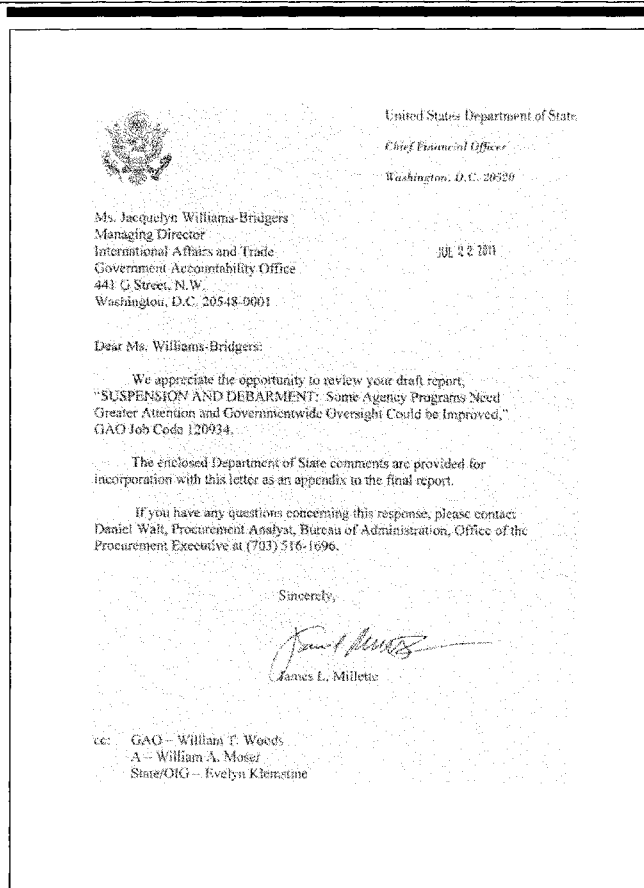 United States Department of State
Chief Financial Officer
Washington, D.C. 20520
Ms. Jacquelyn Williams-Bridgers
Managing Director
International Affairs and Trade
JUL 22 2011
Government Accountability Office
441 G Street, N.W.
Washington, D.C. 20548-0001
Dear Ms. Williams-Bridgers:
We appreciate the opportunity to review your draft report,
"SUSPENSION AND DEBARMENT: Some Agency Programs Need
Greater Attention and Governmentwide Oversight Could be Improved,"
GAO Job Code 120934.
The enclosed Department of State comments are provided for
incorporation with this letter as an appendix to the final report.
If you have any questions concerning this response, please contact
Daniel Walt, Procurement Analyst, Bureau of Administration, Office of the
Procurement Executive at (703) 516-1696.
Sincerely,
James L. Millette
cc: GAO – William T. Woods
A – William A. Moser
State/OIG – Evelyn Klemstine